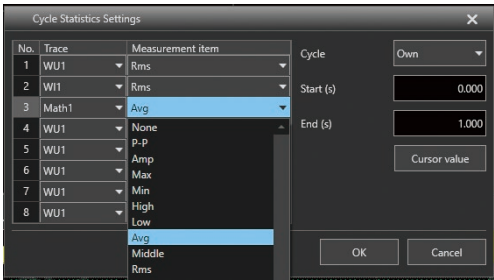 Cycle Statistics Settings
No. Trace Measurement item
1 WU1 Rms
2 WI1 Rms
3 Math1 Avg
4 WU1
5 WU1
6 WU1
7 WU1
8 WU1
None
P-P
Amp
Max
Min
High
Low
Avg
Middle
Rms
Cycle Own
Start (s) 0.000
End (s) 1.000
Cursor value
OK Cancel